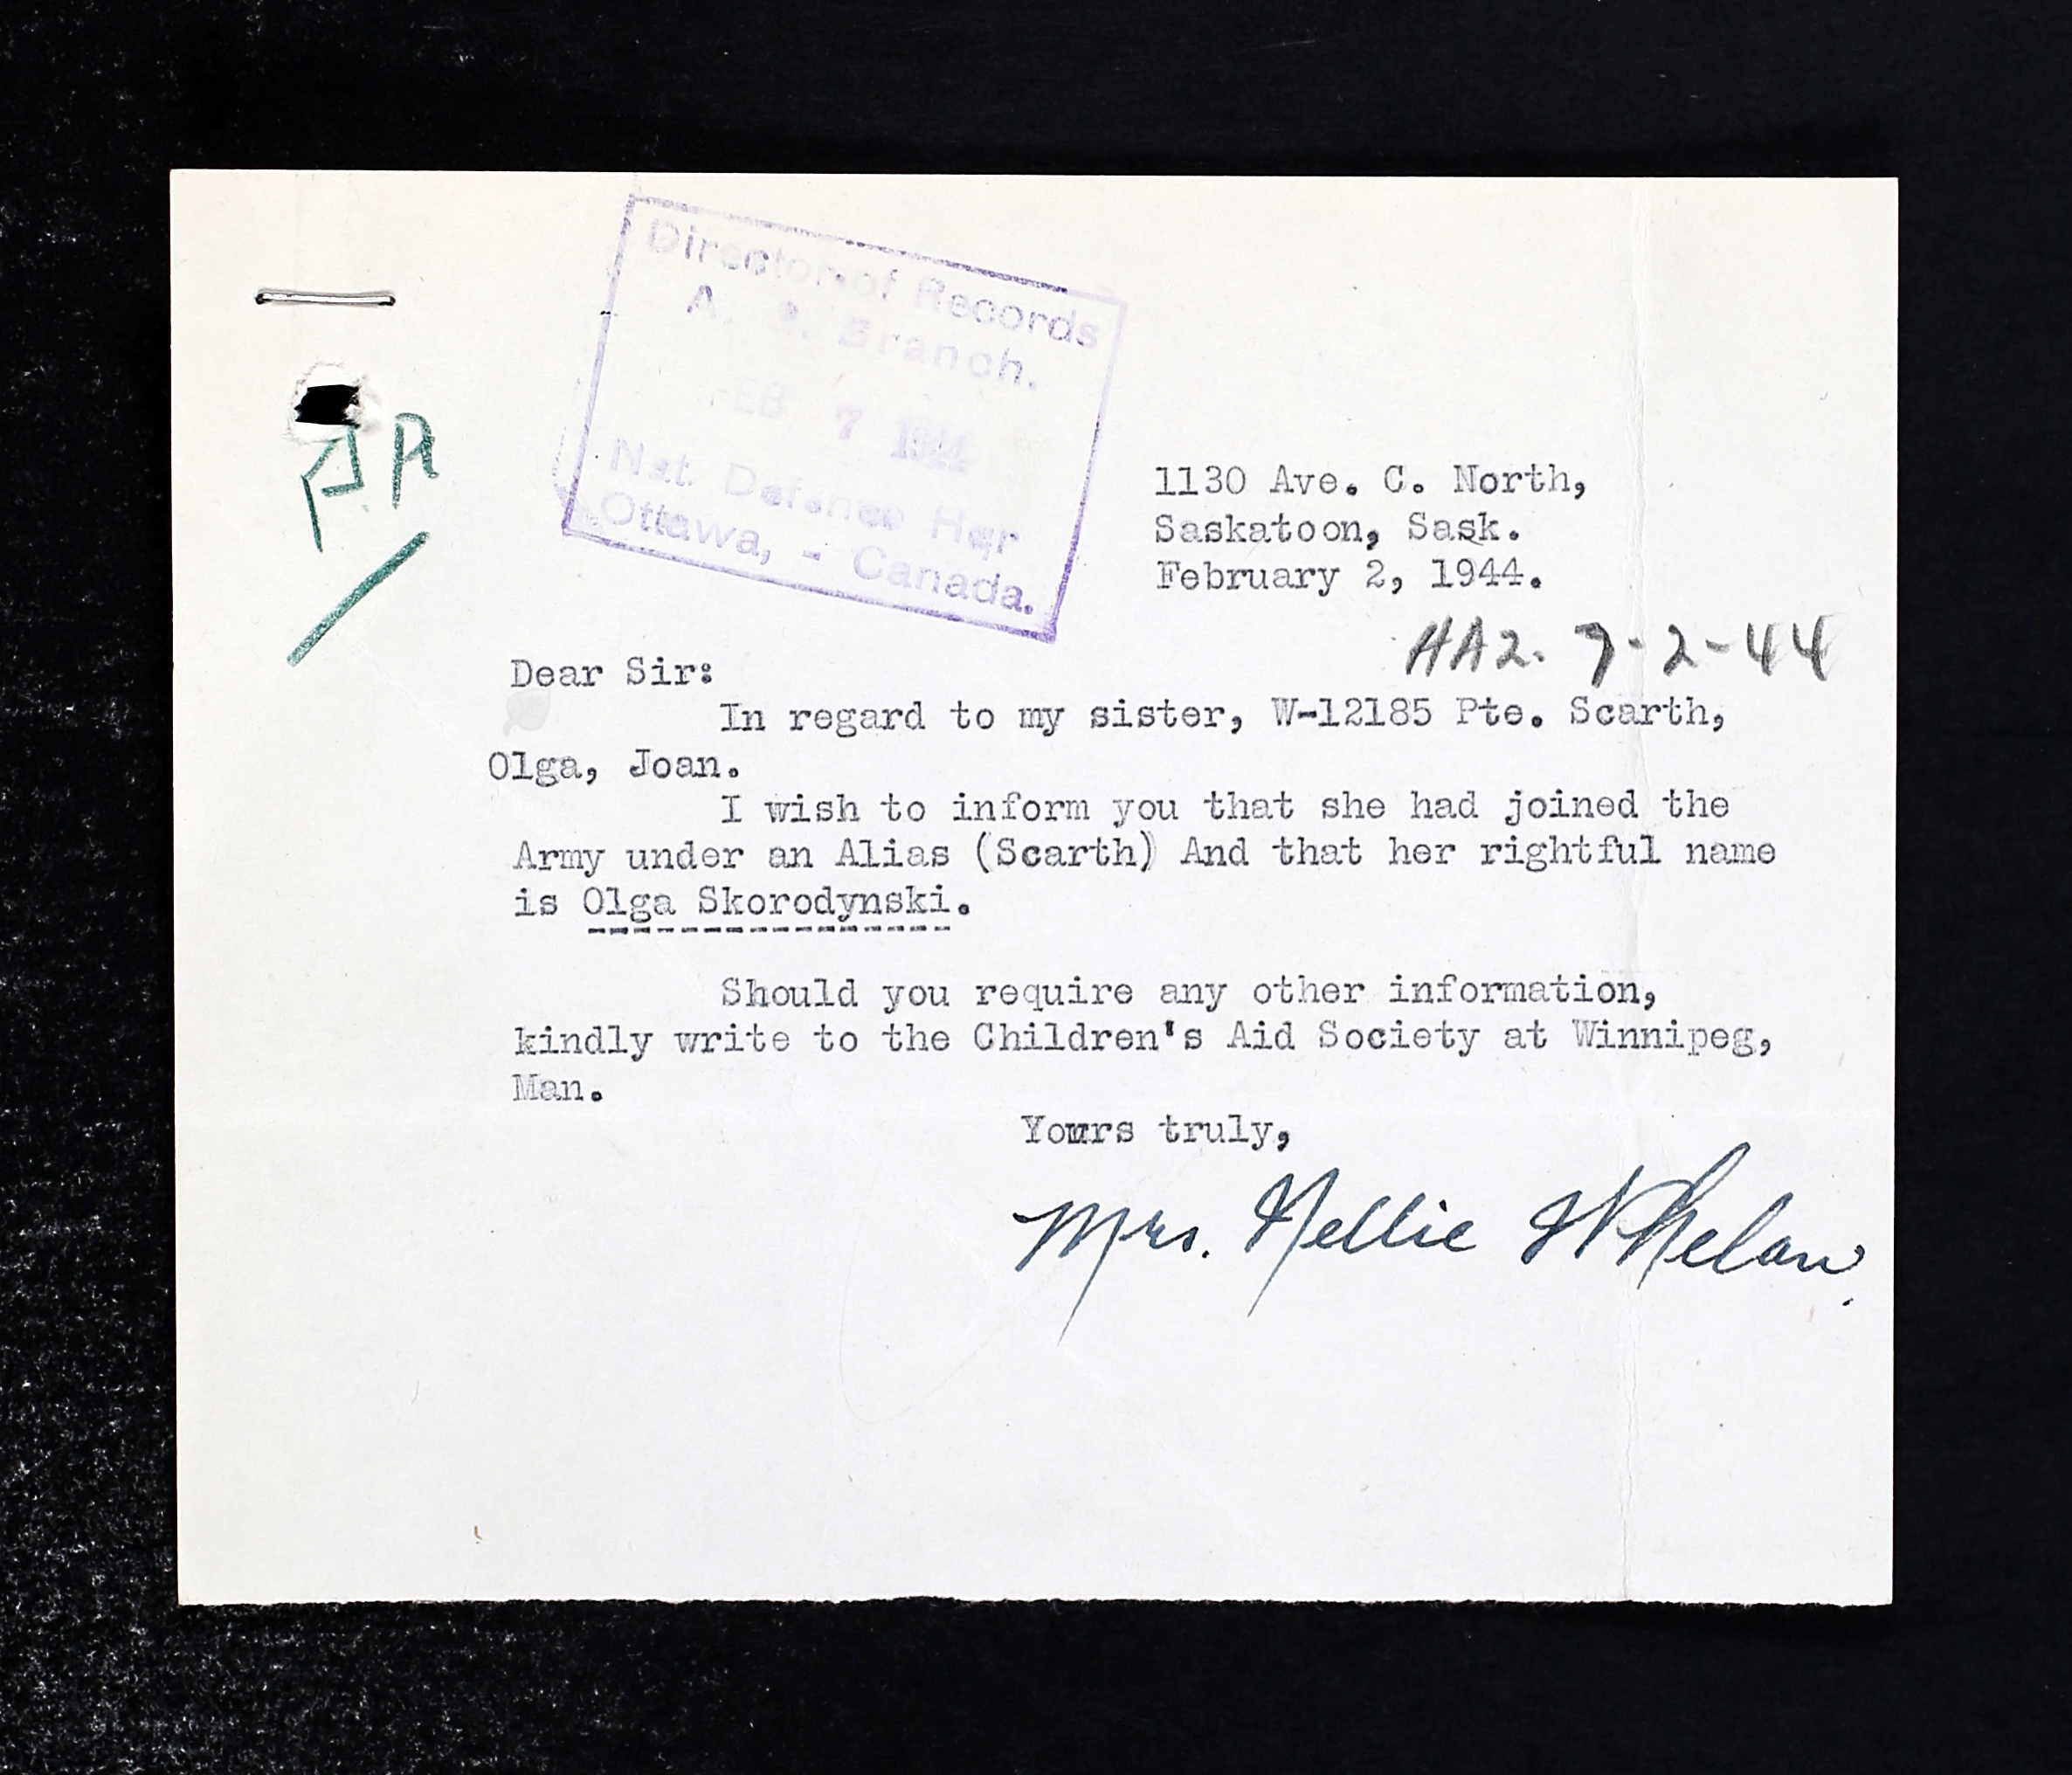 Director of Records
A. Branch.
FEB 7 1944
Nat. Defence Hqr
Ottawa, - Canada.
P.A
1130 Ave. C. North,
Saskatoon, Sask.
February 2, 1944.
HA2. 7-2-44
Dear Sir:
In regard to my sister, W-12185 Pte. Scarth,
Olga, Joan.
I wish to inform you that she had joined the
Army under an Alias (Scarth) And that her rightful name
is Olga Skorodynski.
Should you require any other information,
kindly write to the Children's Aid Society at Winnipeg,
Man.
Yours truly,
Mrs. Nellie Whelan.